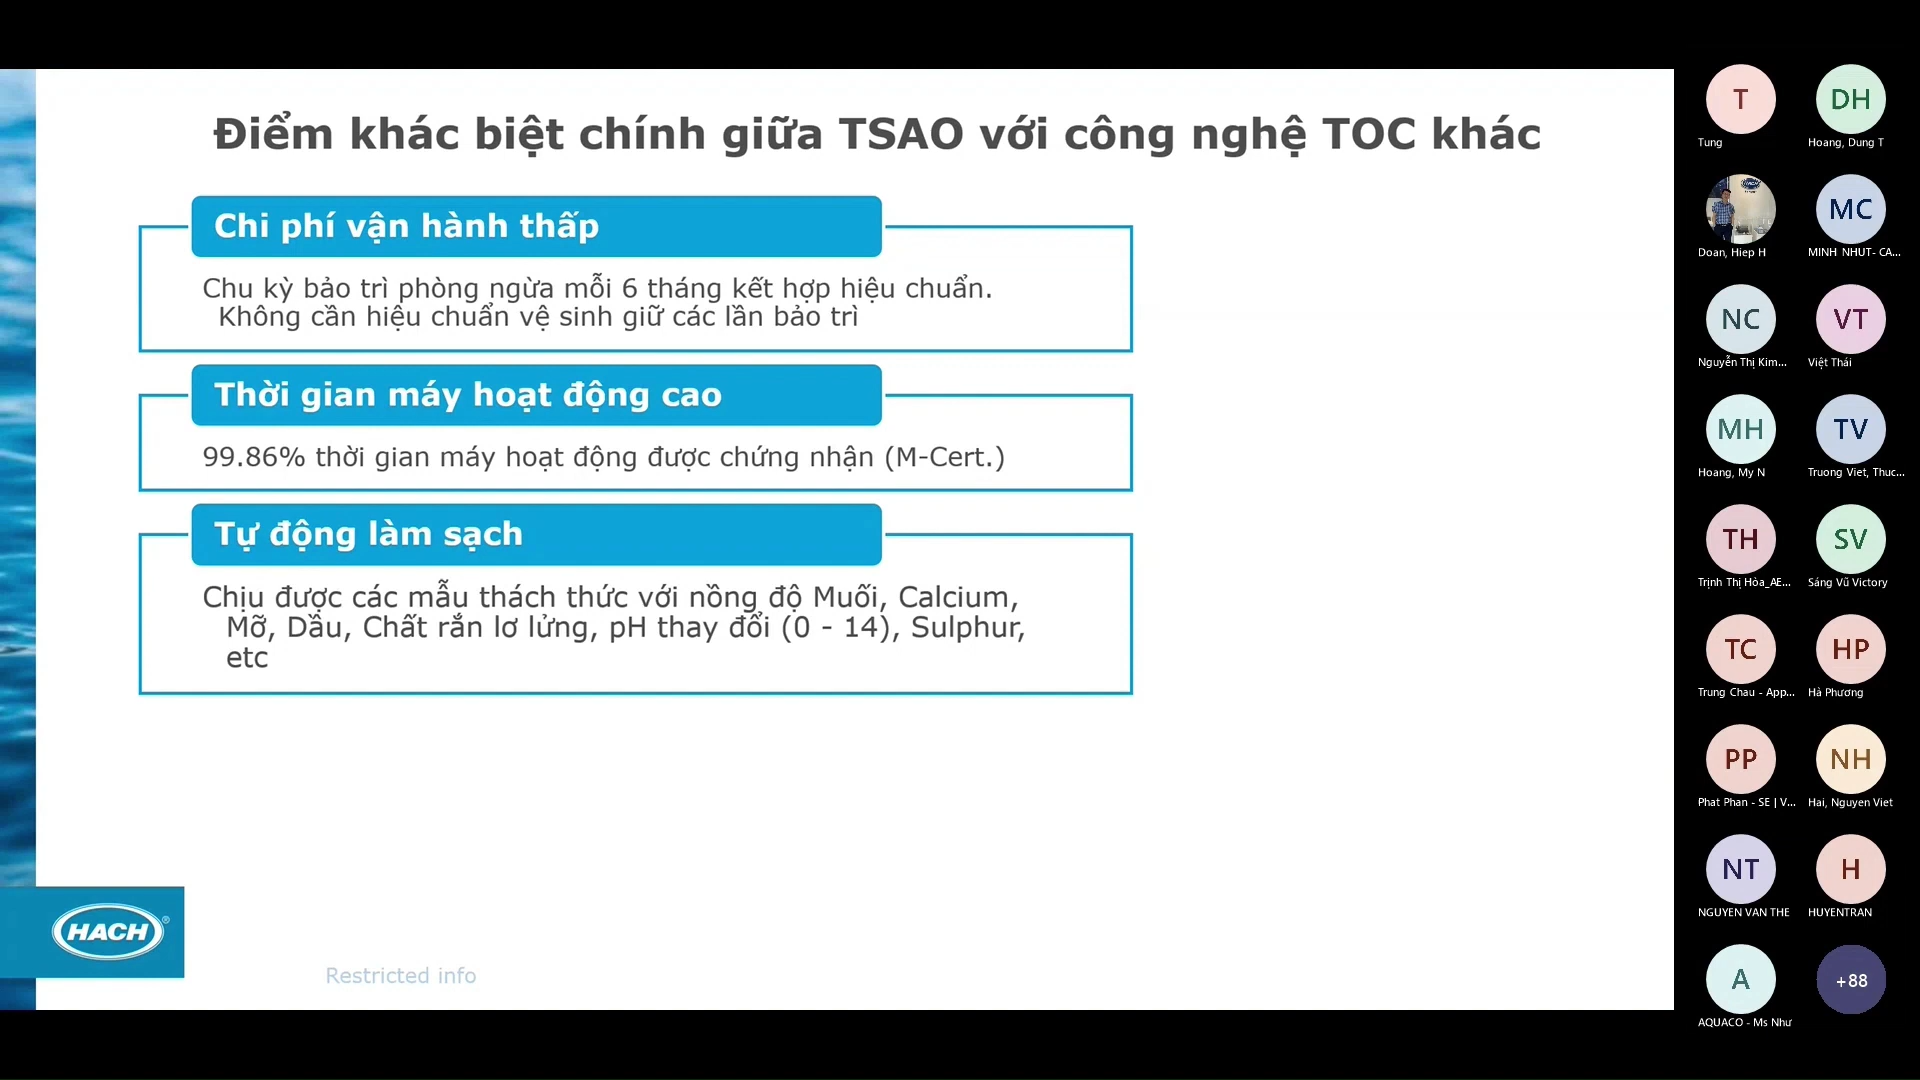 Điểm khác biệt chính giữa TSAO với công nghệ TOC khác
Chi phí vận hành thấp
Chu kỳ bảo trì phòng ngừa mỗi 6 tháng kết hợp hiệu chuẩn.
Không cần hiệu chuẩn vệ sinh giữ các lần bảo trì
Thời gian máy hoạt động cao
99.86% thời gian máy hoạt động được chứng nhận (M-Cert.)
Tự động làm sạch
Chịu được các mẫu thách thức với nồng độ Muối, Calcium,
Mỡ, Dầu, Chất rắn lơ lửng, pH thay đổi (0 - 14), Sulphur,
etc
HACH®
Restricted info
T
Tung
DH
Hoang, Dung T
HACH
Doan, Hiep H
MC
MINH NHUT- CA...
NC
Nguyễn Thị Kim...
VT
Việt Thái
MH
Hoang, My N
TV
Truong Viet, Thuc...
TH
Trịnh Thị Hòa_AE...
SV
Sáng Vũ Victory
TC
Trung Chau - App...
HP
Hà Phương
PP
Phat Phan - SE | V...
NH
Hai, Nguyen Viet
NT
NGUYEN VAN THE
H
HUYENTRAN
A
AQUACO - Ms Như
+88